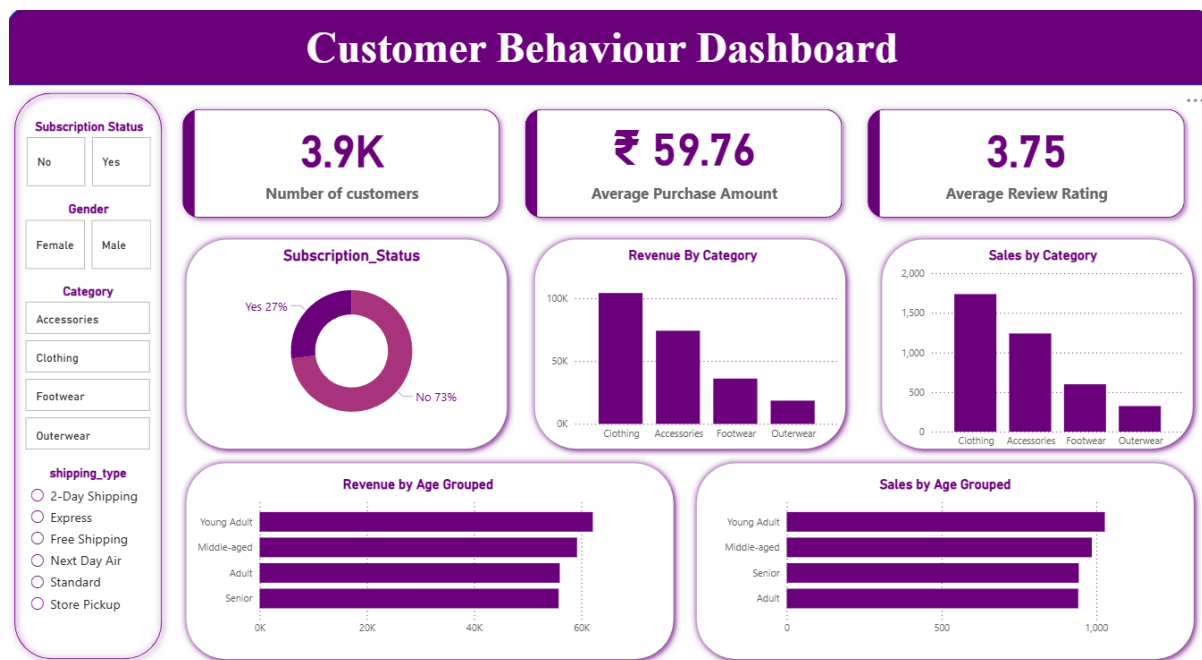 Customer Behaviour Dashboard
Subscription Status
No
Yes
Gender
Female
Male
Category
Accessories
Clothing
Footwear
Outerwear
shipping_type
2-Day Shipping
Express
Free Shipping
Next Day Air
Standard
Store Pickup
3.9K
Number of customers
₹ 59.76
Average Purchase Amount
3.75
Average Review Rating
Subscription_Status
Yes 27%
No 73%
Revenue By Category
100K
50K
0K
Clothing Accessories Footwear Outerwear
Sales by Category
2,000
1,500
1,000
500
0
Clothing Accessories Footwear Outerwear
Revenue by Age Grouped
Young Adult
Middle-aged
Adult
Senior
0K 20K 40K 60K
Sales by Age Grouped
Young Adult
Middle-aged
Senior
Adult
0 500 1,000